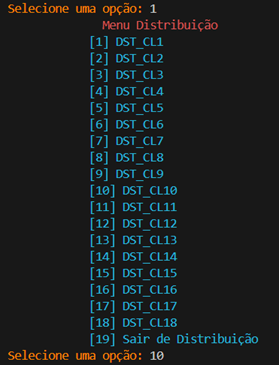 Selecione uma opção: 1
Menu Distribuição
[1] DST_CL1
[2] DST_CL2
[3] DST_CL3
[4] DST_CL4
[5] DST_CL5
[6] DST_CL6
[7] DST_CL7
[8] DST_CL8
[9] DST_CL9
[10] DST_CL10
[11] DST_CL11
[12] DST_CL12
[13] DST_CL13
[14] DST_CL14
[15] DST_CL15
[16] DST_CL16
[17] DST_CL17
[18] DST_CL18
[19] Sair de Distribuição
Selecione uma opção: 10